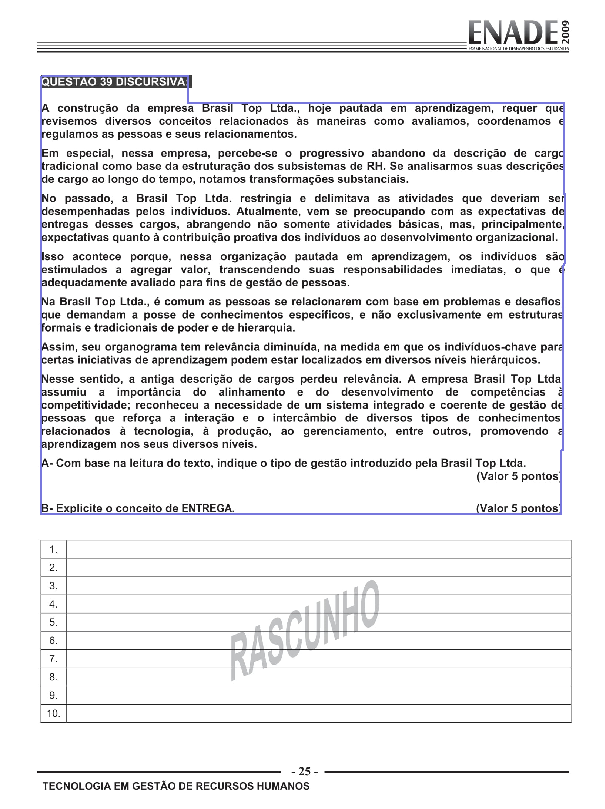 ENADE 2009
EXAME NACIONAL DE DESEMPENHO DOS ESTUDANTES
QUESTÃO 39 DISCURSIVA:
A construção da empresa Brasil Top Ltda., hoje pautada em aprendizagem, requer que
revisemos diversos conceitos relacionados às maneiras como avaliamos, coordenamos e
regulamos as pessoas e seus relacionamentos.
Em especial, nessa empresa, percebe-se o progressivo abandono da descrição de cargo
tradicional como base da estruturação dos subsistemas de RH. Se analisarmos suas descrições
de cargo ao longo do tempo, notamos transformações substanciais.
No passado, a Brasil Top Ltda. restringia e delimitava as atividades que deveriam ser
desempenhadas pelos indivíduos. Atualmente, vem se preocupando com as expectativas de
entregas desses cargos, abrangendo não somente atividades básicas, mas, principalmente,
expectativas quanto à contribuição proativa dos indivíduos ao desenvolvimento organizacional.
Isso acontece porque, nessa organização pautada em aprendizagem, os indivíduos são
estimulados a agregar valor, transcendendo suas responsabilidades imediatas, o que é
adequadamente avaliado para fins de gestão de pessoas.
Na Brasil Top Ltda., é comum as pessoas se relacionarem com base em problemas e desafios
que demandam a posse de conhecimentos específicos, e não exclusivamente em estruturas
formais e tradicionais de poder e de hierarquia.
Assim, seu organograma tem relevância diminuída, na medida em que os indivíduos-chave para
certas iniciativas de aprendizagem podem estar localizados em diversos níveis hierárquicos.
Nesse sentido, a antiga descrição de cargos perdeu relevância. A empresa Brasil Top Ltda
assumiu a importância do alinhamento e do desenvolvimento de competências à
competitividade; reconheceu a necessidade de um sistema integrado e coerente de gestão de
pessoas que reforça a interação e o intercâmbio de diversos tipos de conhecimentos
relacionados à tecnologia, à produção, ao gerenciamento, entre outros, promovendo a
aprendizagem nos seus diversos níveis.
A- Com base na leitura do texto, indique o tipo de gestão introduzido pela Brasil Top Ltda.
(Valor 5 pontos)
B- Explicite o conceito de ENTREGA. (Valor 5 pontos)
1.
2.
3.
4.
5.
6.
7.
8.
9.
10.
RASCUNHO
- 25 -
TECNOLOGIA EM GESTÃO DE RECURSOS HUMANOS